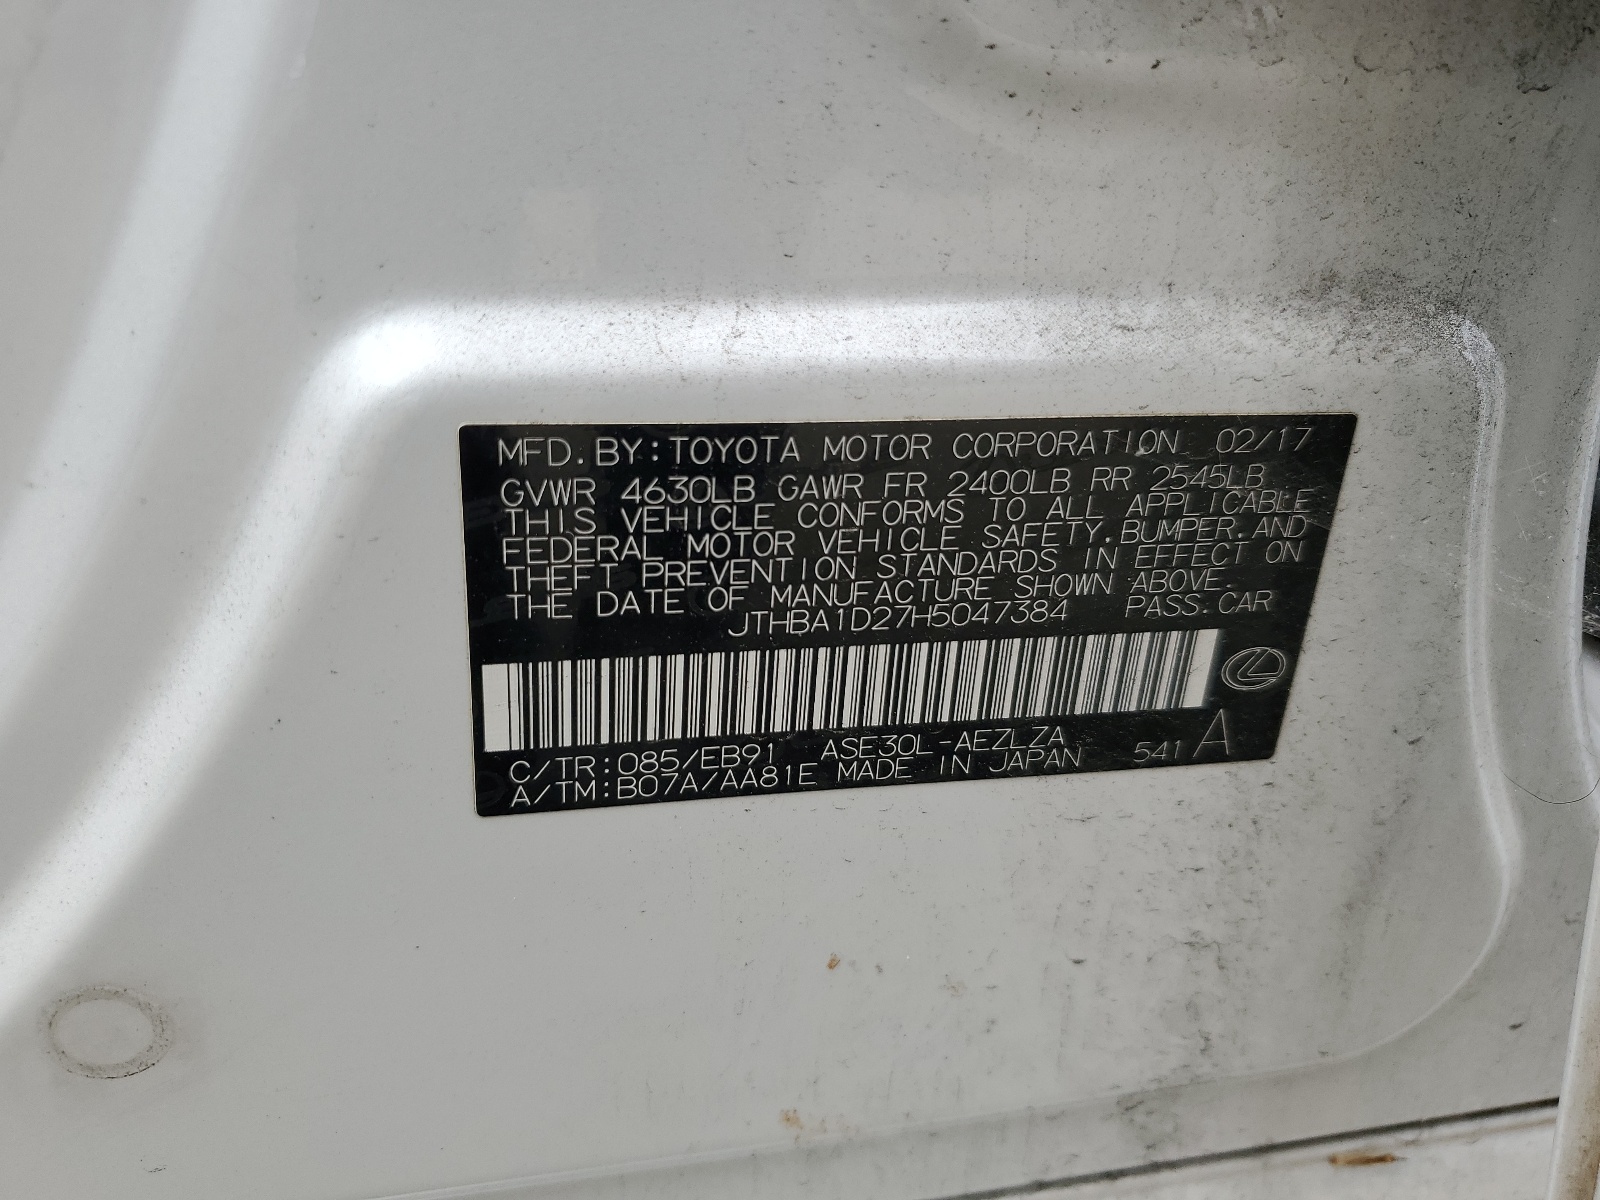 MFD. BY: TOYOTA MOTOR CORPORATION 02/17
GVWR 4630LB GAWR FR 2400LB RR 2545LB
THIS VEHICLE CONFORMS TO ALL APPLICABLE
FEDERAL MOTOR VEHICLE SAFETY, BUMPER, AND
THEFT PREVENTION STANDARDS IN EFFECT ON
THE DATE OF MANUFACTURE SHOWN ABOVE.
JTHBA1D27H5047384 PASS. CAR
C/TR: 085/EB91 ASE30L-AEZLZA
A/TM: B07A/AA81E MADE IN JAPAN 541 A